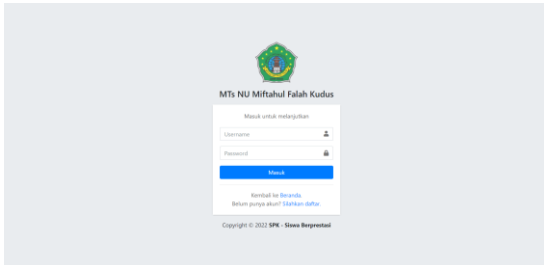 MTs NU Miftahul Falah Kudus
Masuk untuk melanjutkan
Username
Password
Masuk
Kembali ke Beranda.
Belum punya akun? Silahkan daftar.
Copyright © 2022 SPK - Siswa Berprestasi